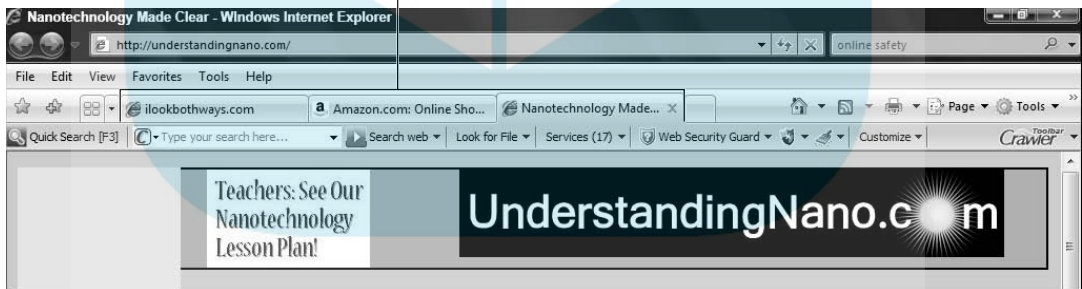 Nanotechnology Made Clear - Windows Internet Explorer
http://understandingnano.com/ online safety
File Edit View Favorites Tools Help
ilookbothways.com a Amazon.com: Online Sho... Nanotechnology Made... X Page Tools »
Quick Search [F3] Type your search here... Search web Look for File Services (17) Web Security Guard Customize Crawler Toolbar
Teachers: See Our
Nanotechnology
Lesson Plan!
UnderstandingNano.com